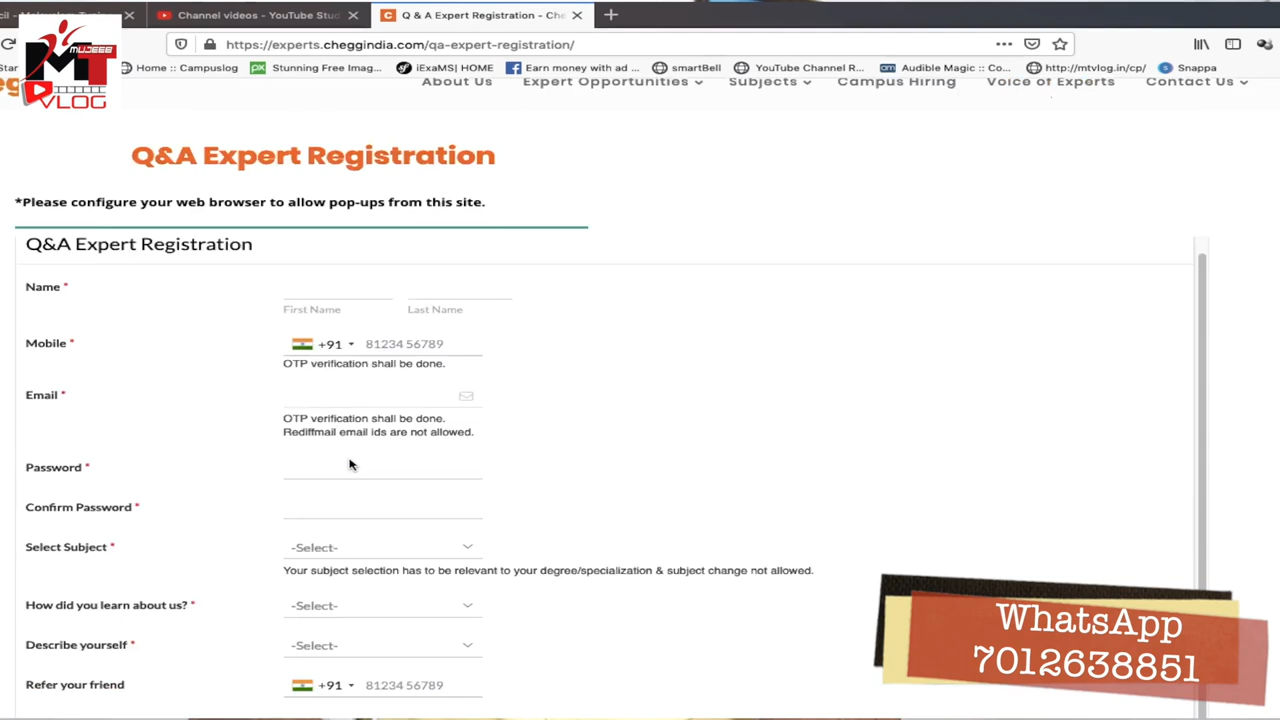 cil -
Channel videos - YouTube Stud
Q & A Expert Registration - Che
https://experts.cheggindia.com/qa-expert-registration/
MUJEEB
MT
VLOG
Star
Home :: Campuslog
Stunning Free Imag...
iExaMS| HOME
Earn money with ad ...
smartBell
YouTube Channel R...
Audible Magic :: Co...
http://mtvlog.in/cp/
Snappa
eg
About Us
Expert Opportunities
Subjects
Campus Hiring
Voice of Experts
Contact Us
Q&A Expert Registration
*Please configure your web browser to allow pop-ups from this site.
Q&A Expert Registration
Name *
First Name
Last Name
Mobile *
+91 81234 56789
OTP verification shall be done.
Email *
OTP verification shall be done.
Rediffmail email ids are not allowed.
Password *
Confirm Password *
Select Subject *
-Select-
Your subject selection has to be relevant to your degree/specialization & subject change not allowed.
How did you learn about us? *
-Select-
Describe yourself *
-Select-
Refer your friend
+91 81234 56789
WhatsApp
7012638851